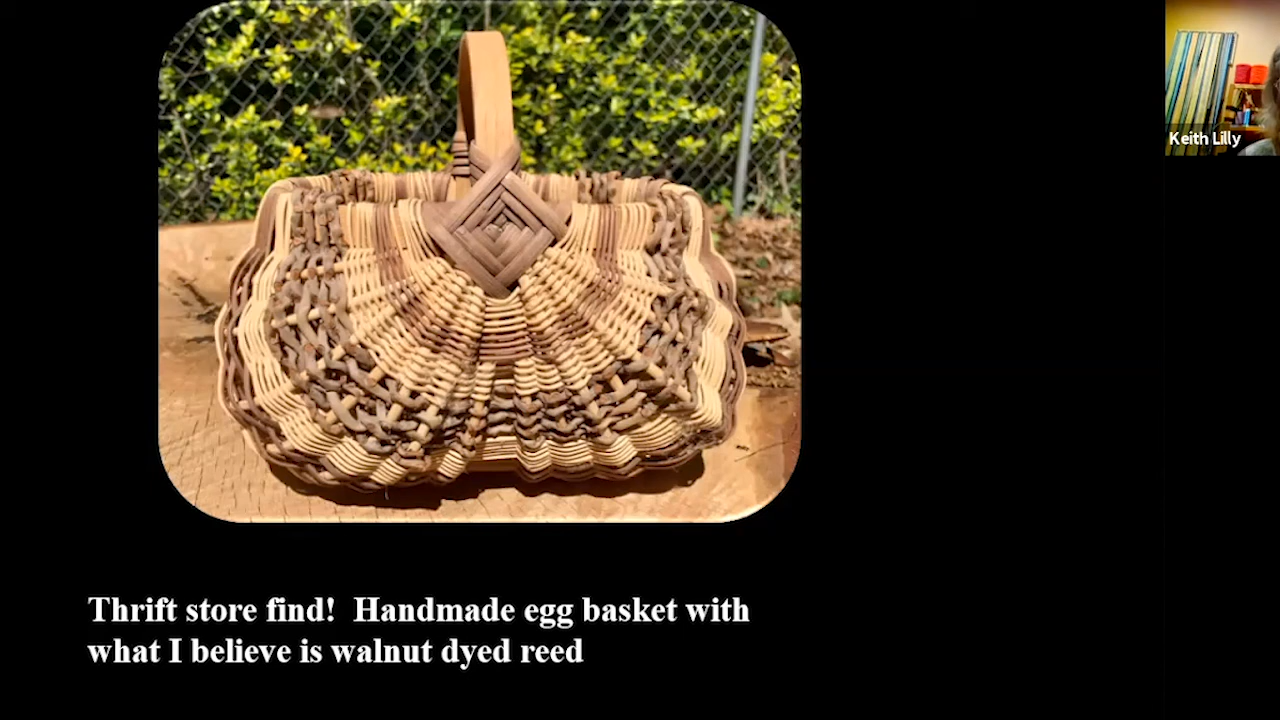 Keith Lilly
Thrift store find!  Handmade egg basket with
what I believe is walnut dyed reed